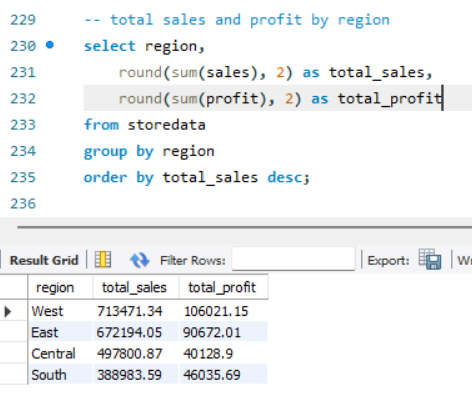 229 -- total sales and profit by region
230 select region,
231 round(sum(sales), 2) as total_sales,
232 round(sum(profit), 2) as total_profit
233 from storedata
234 group by region
235 order by total_sales desc;
236
Result Grid Filter Rows: Export:
region total_sales total_profit
West 713471.34 106021.15
East 672194.05 90672.01
Central 497800.87 40128.9
South 388983.59 46035.69